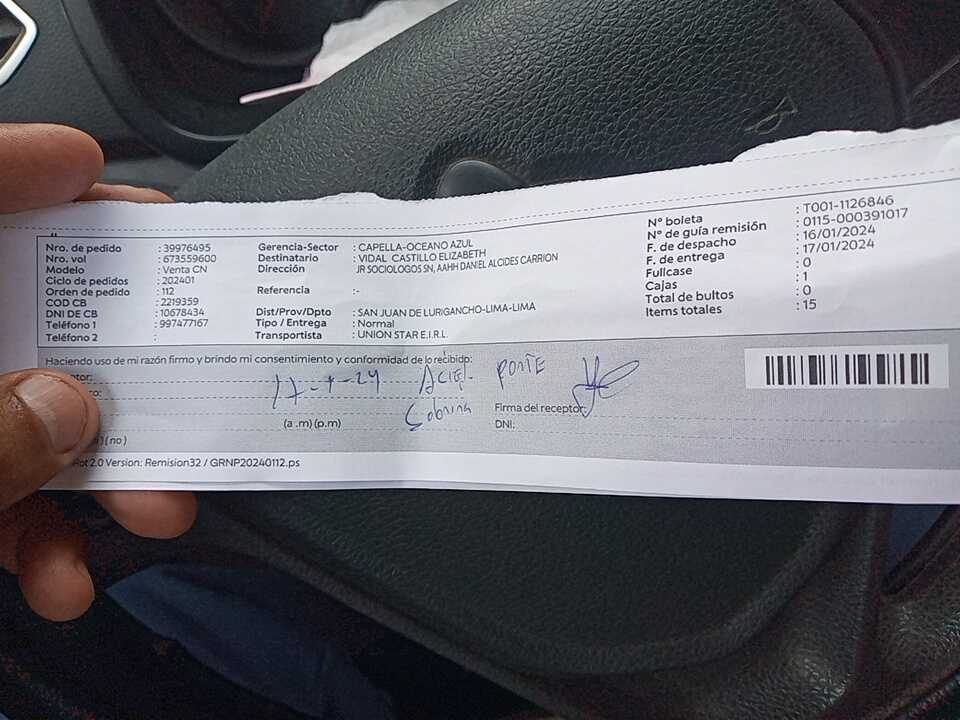 Nro. de pedido : 39976495
Nro. vol : 673559600
Modelo : Venta CN
Ciclo de pedidos : 202401
Orden de pedido : 112
COD CB : 2219359
DNI DE CB : 10678434
Teléfono 1 : 997477167
Teléfono 2 :
Gerencia-Sector : CAPELLA-OCEANO AZUL
Destinatario : VIDAL CASTILLO ELIZABETH
Dirección : JR SOCIOLOGOS SN, AAHH DANIEL ALCIDES CARRION
Referencia :-
Dist/Prov/Dpto : SAN JUAN DE LURIGANCHO-LIMA-LIMA
Tipo / Entrega : Normal
Transportista : UNION STAR E.I.R.L.
N° boleta : T001-1126846
N° de guía remisión : 0115-000391017
F. de despacho : 16/01/2024
F. de entrega : 17/01/2024
Fullcase : 0
Cajas : 1
Total de bultos : 0
Items totales : 15
Haciendo uso de mi razón firmo y brindo mi consentimiento y conformidad de lo recibido:
17-1-24 Ponte
Sobrina
(a .m) (p.m)
Firma del receptor:
DNI:
( no )
2.0 Version: Remision32 / GRNP20240112.ps